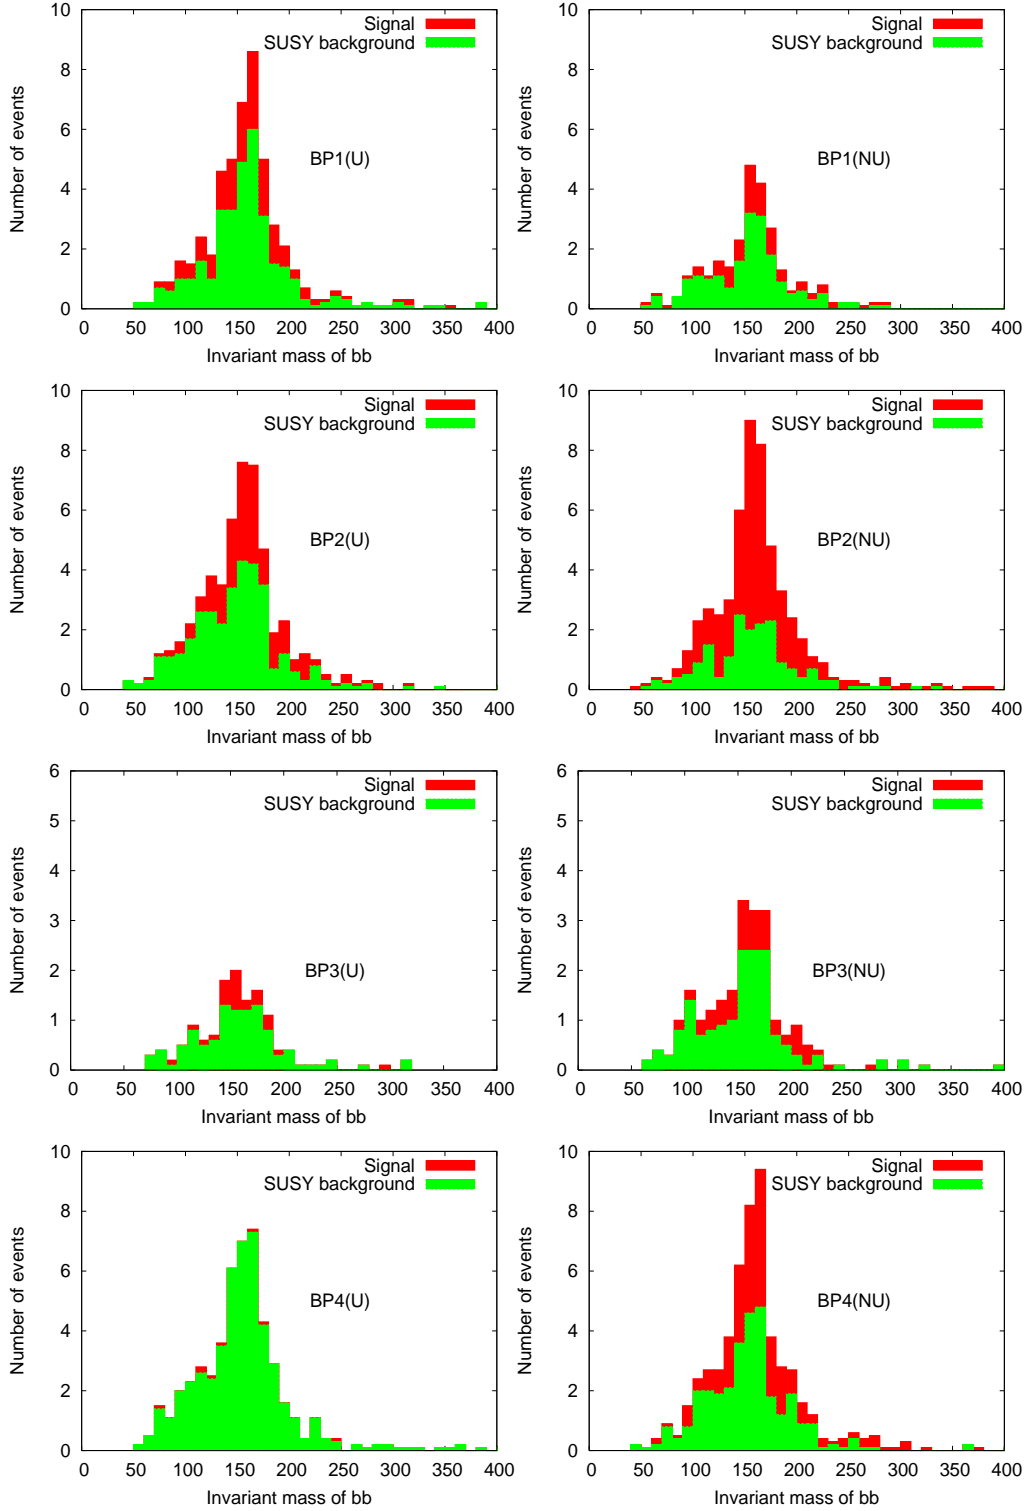 10
8
6
4
2
0
Number of events
Signal
SUSY background
BP1(U)
0 50 100 150 200 250 300 350 400
Invariant mass of bb
10
8
6
4
2
0
Number of events
Signal
SUSY background
BP1(NU)
0 50 100 150 200 250 300 350 400
Invariant mass of bb
10
8
6
4
2
0
Number of events
Signal
SUSY background
BP2(U)
0 50 100 150 200 250 300 350 400
Invariant mass of bb
10
8
6
4
2
0
Number of events
Signal
SUSY background
BP2(NU)
0 50 100 150 200 250 300 350 400
Invariant mass of bb
6
5
4
3
2
1
0
Number of events
Signal
SUSY background
BP3(U)
0 50 100 150 200 250 300 350 400
Invariant mass of bb
6
5
4
3
2
1
0
Number of events
Signal
SUSY background
BP3(NU)
0 50 100 150 200 250 300 350 400
Invariant mass of bb
10
8
6
4
2
0
Number of events
Signal
SUSY background
BP4(U)
0 50 100 150 200 250 300 350 400
Invariant mass of bb
10
8
6
4
2
0
Number of events
Signal
SUSY background
BP4(NU)
0 50 100 150 200 250 300 350 400
Invariant mass of bb